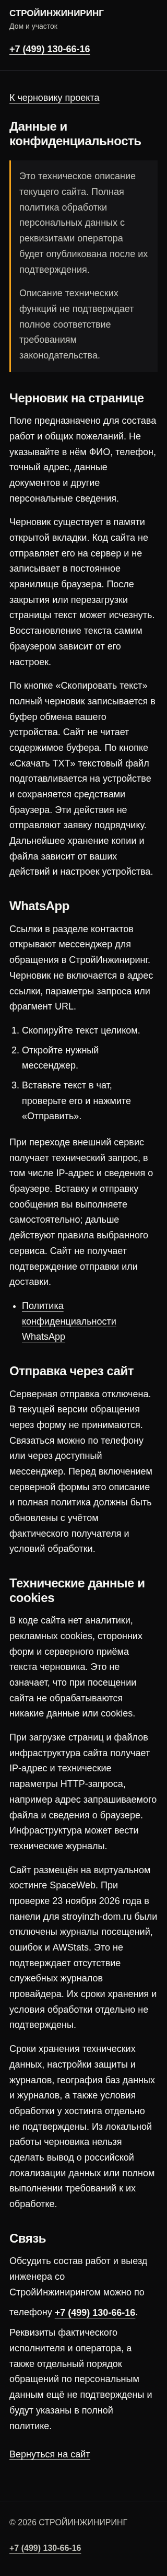 СТРОЙИНЖИНИРИНГ
Дом и участок
+7 (499) 130-66-16
К черновику проекта
Данные и
конфиденциальность
Это техническое описание
текущего сайта. Полная
политика обработки
персональных данных с
реквизитами оператора
будет опубликована после их
подтверждения.
Описание технических
функций не подтверждает
полное соответствие
требованиям
законодательства.
Черновик на странице
Поле предназначено для состава
работ и общих пожеланий. Не
указывайте в нём ФИО, телефон,
точный адрес, данные
документов и другие
персональные сведения.
Черновик существует в памяти
открытой вкладки. Код сайта не
отправляет его на сервер и не
записывает в постоянное
хранилище браузера. После
закрытия или перезагрузки
страницы текст может исчезнуть.
Восстановление текста самим
браузером зависит от его
настроек.
По кнопке «Скопировать текст»
полный черновик записывается в
буфер обмена вашего
устройства. Сайт не читает
содержимое буфера. По кнопке
«Скачать TXT» текстовый файл
подготавливается на устройстве
и сохраняется средствами
браузера. Эти действия не
отправляют заявку подрядчику.
Дальнейшее хранение копии и
файла зависит от ваших
действий и настроек устройства.
WhatsApp
Ссылки в разделе контактов
открывают мессенджер для
обращения в СтройИнжиниринг.
Черновик не включается в адрес
ссылки, параметры запроса или
фрагмент URL.
1. Скопируйте текст целиком.
2. Откройте нужный
мессенджер.
3. Вставьте текст в чат,
проверьте его и нажмите
«Отправить».
При переходе внешний сервис
получает технический запрос, в
том числе IP-адрес и сведения о
браузере. Вставку и отправку
сообщения вы выполняете
самостоятельно; дальше
действуют правила выбранного
сервиса. Сайт не получает
подтверждение отправки или
доставки.
• Политика
конфиденциальности
WhatsApp
Отправка через сайт
Серверная отправка отключена.
В текущей версии обращения
через форму не принимаются.
Связаться можно по телефону
или через доступный
мессенджер. Перед включением
серверной формы это описание
и полная политика должны быть
обновлены с учётом
фактического получателя и
условий обработки.
Технические данные и
cookies
В коде сайта нет аналитики,
рекламных cookies, сторонних
форм и серверного приёма
текста черновика. Это не
означает, что при посещении
сайта не обрабатываются
никакие данные или cookies.
При загрузке страниц и файлов
инфраструктура сайта получает
IP-адрес и технические
параметры HTTP-запроса,
например адрес запрашиваемого
файла и сведения о браузере.
Инфраструктура может вести
технические журналы.
Сайт размещён на виртуальном
хостинге SpaceWeb. При
проверке 23 ноября 2026 года в
панели для stroyinzh-dom.ru были
отключены журналы посещений,
ошибок и AWStats. Это не
подтверждает отсутствие
служебных журналов
провайдера. Их сроки хранения и
условия обработки отдельно не
подтверждены.
Сроки хранения технических
данных, настройки защиты и
журналов, география баз данных
и журналов, а также условия
обработки у хостинга отдельно
не подтверждены. Из локальной
работы черновика нельзя
сделать вывод о российской
локализации данных или полном
выполнении требований к их
обработке.
Связь
Обсудить состав работ и выезд
инженера со
СтройИнжинирингом можно по
телефону +7 (499) 130-66-16.
Реквизиты фактического
исполнителя и оператора, а
также отдельный порядок
обращений по персональным
данным ещё не подтверждены и
будут указаны в полной
политике.
Вернуться на сайт
© 2026 СТРОЙИНЖИНИРИНГ
+7 (499) 130-66-16